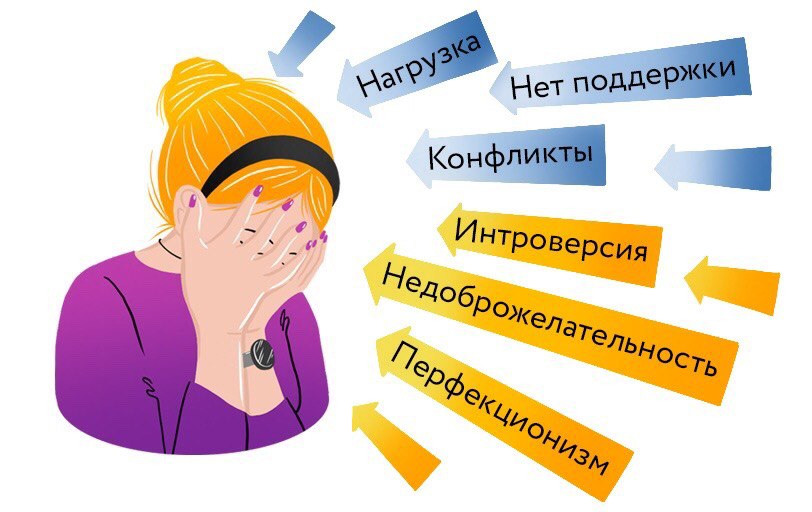 Нагрузка
Нет поддержки
Конфликты
Интроверсия
Недоброжелательность
Перфекционизм